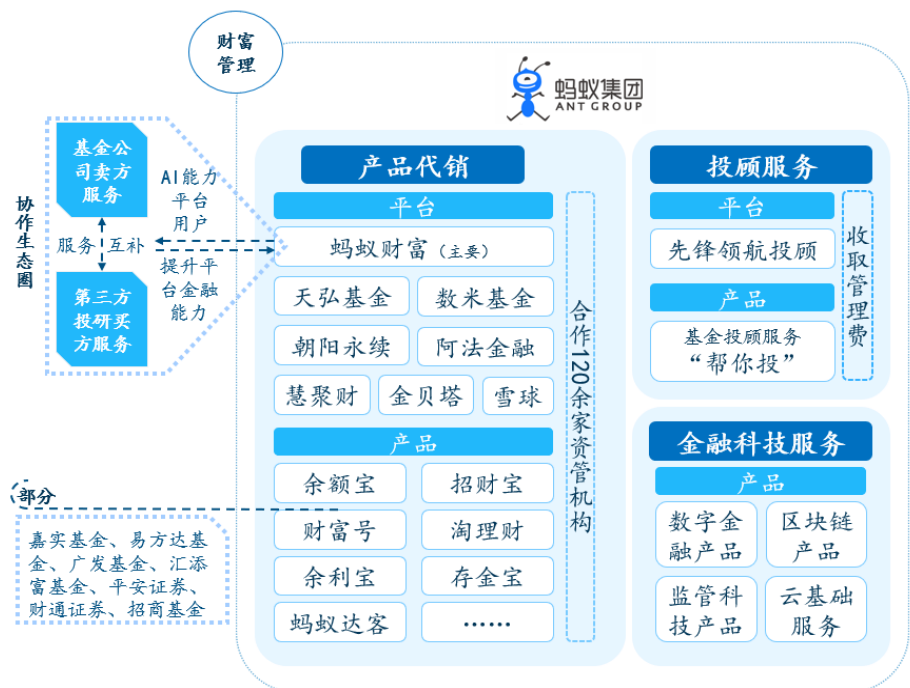 财富
管理
蚂蚁集团
ANT GROUP
协作生态圈
基金公
司卖方
服务
服务 互补
第三方
投研买
方服务
AI能力
平台
用户
提升平
台金融
能力
产品代销
平台
蚂蚁财富（主要）
天弘基金
数米基金
朝阳永续
阿法金融
慧聚财
金贝塔
雪球
产品
余额宝
招财宝
财富号
淘理财
余利宝
存金宝
蚂蚁达客
……
合作120余家资管机构
部分
嘉实基金、易方达基
金、广发基金、汇添
富基金、平安证券、
财通证券、招商基金
投顾服务
平台
先锋领航投顾
产品
基金投顾服务
“帮你投”
收取管理费
金融科技服务
产品
数字金
融产品
区块链
产品
监管科
技产品
云基础
服务